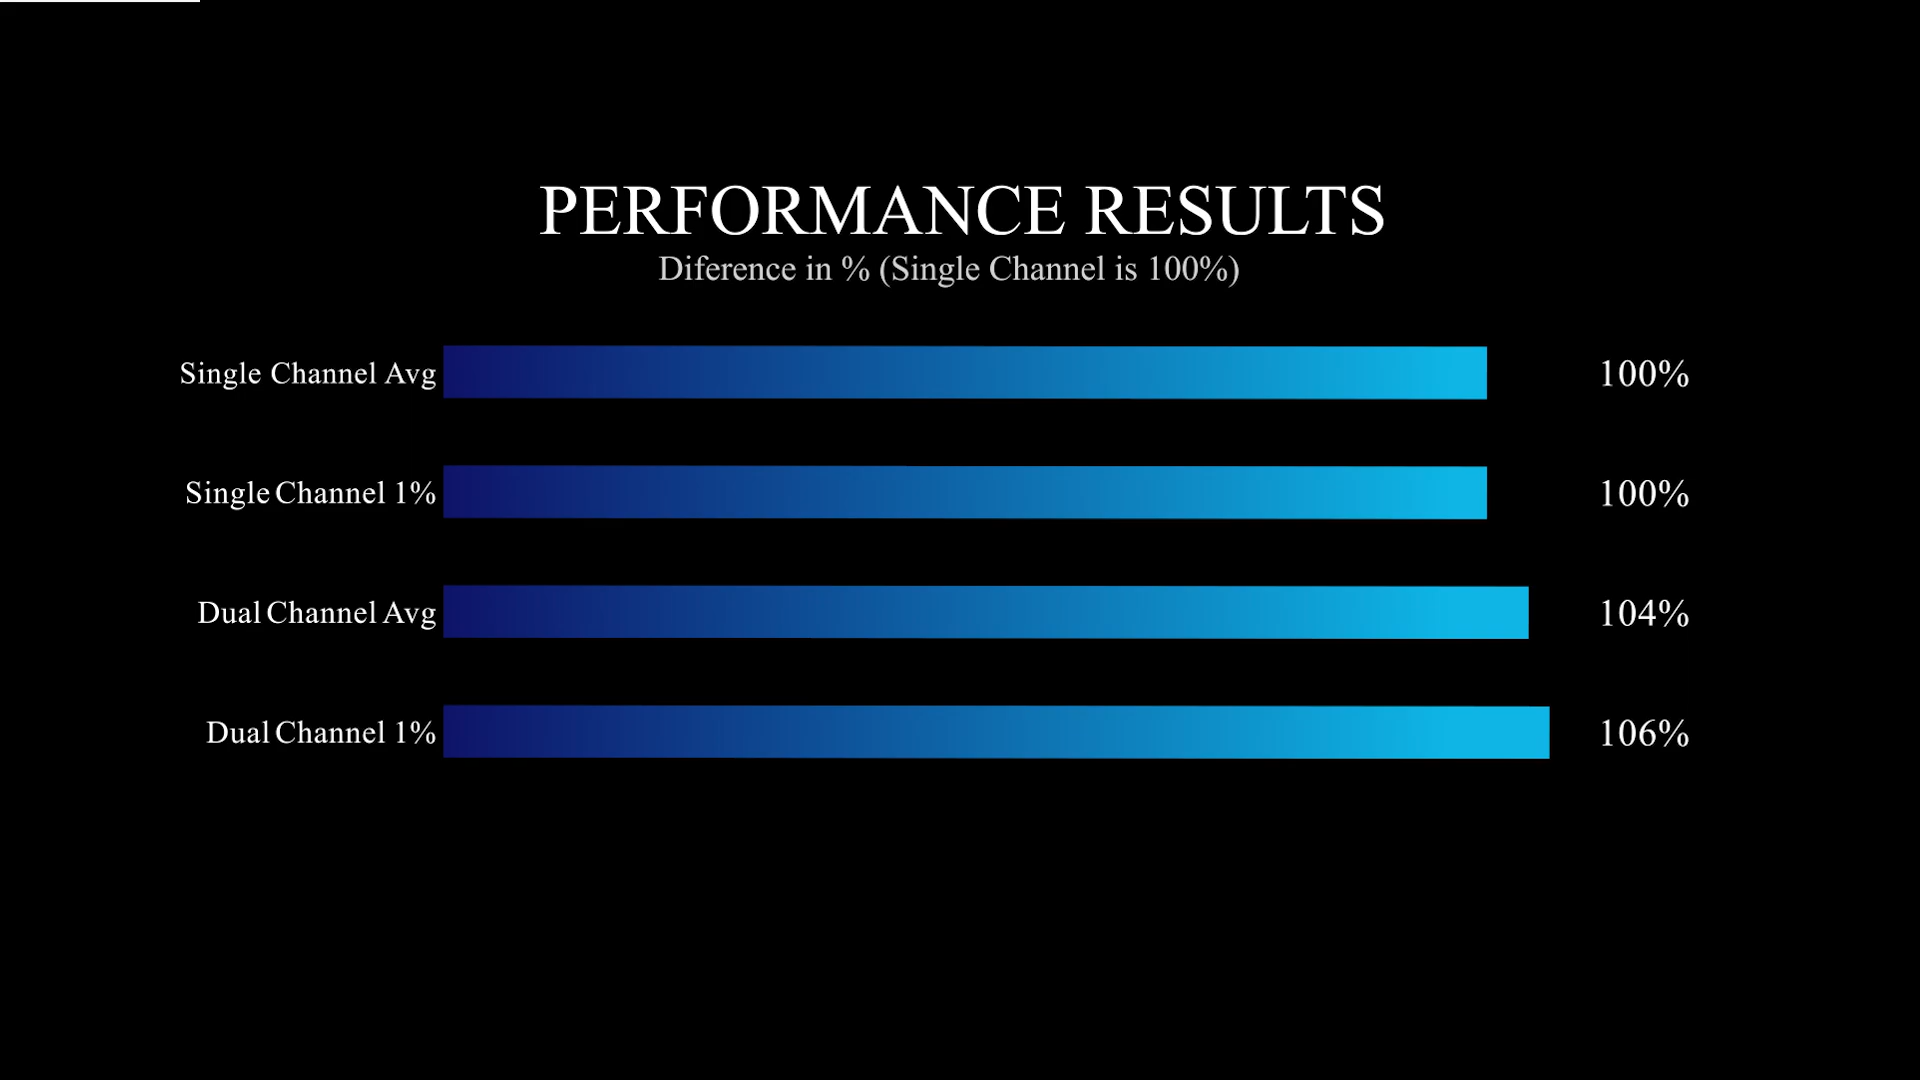 PERFORMANCE RESULTS
Diference in % (Single Channel is 100%)
Single Channel Avg 100%
Single Channel 1% 100%
Dual Channel Avg 104%
Dual Channel 1% 106%